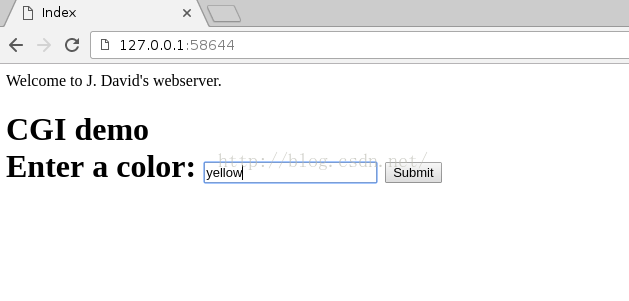 Index
127.0.0.1:58644
Welcome to J. David's webserver.
CGI demo
Enter a color: yellow Submit
http://blog.csdn.net/